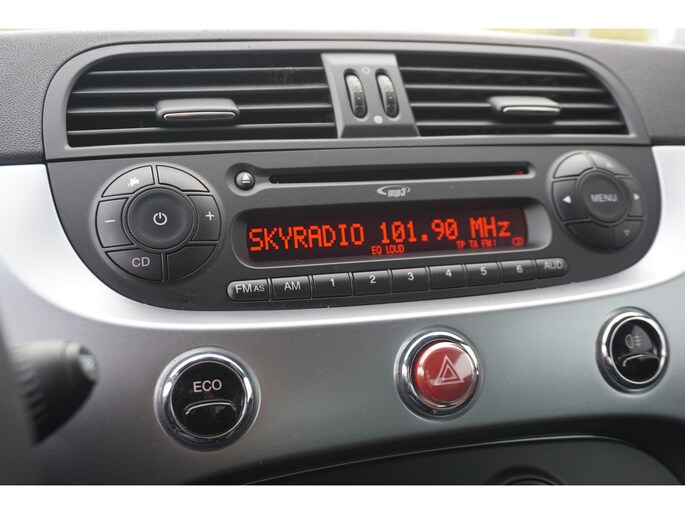 mp3
MENU
SKYRADIO 101.90 MHz
EQ LOUD TP TA FM1 CD
CD
FM AS AM 1 2 3 4 5 6 AUD
ECO